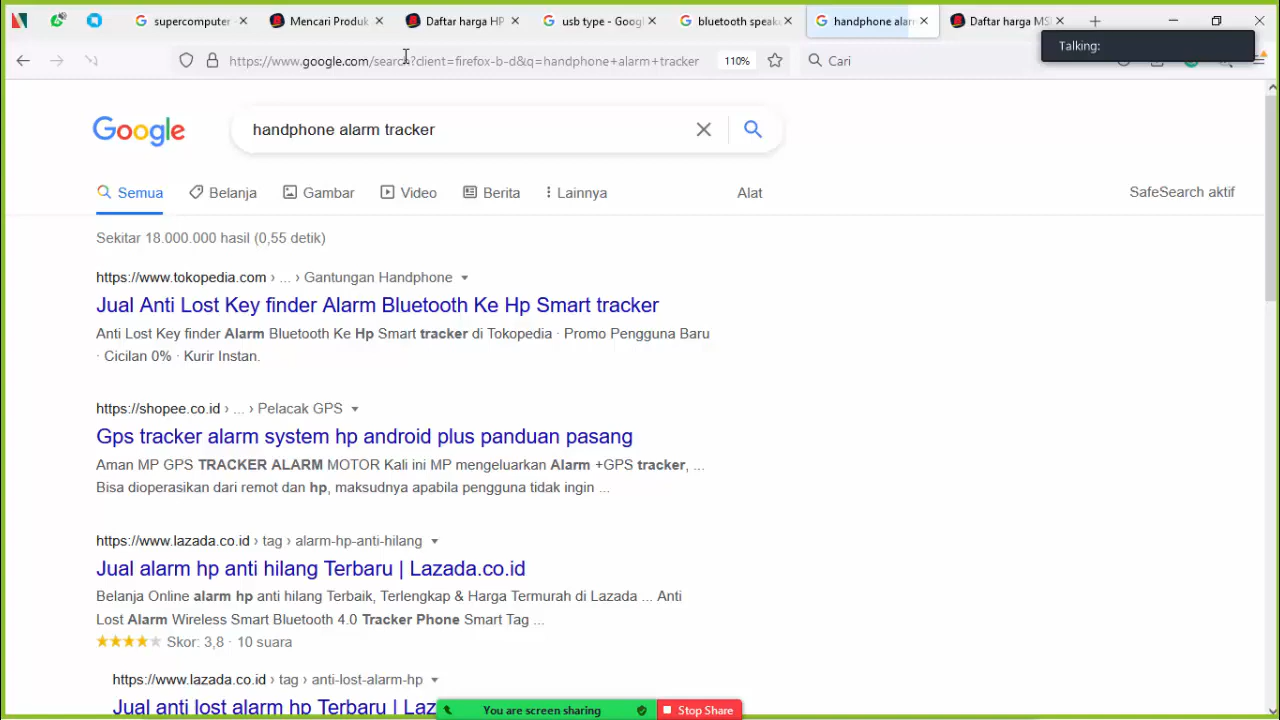 supercomputer -
Mencari Produk
Daftar harga HP
usb type - Goog
bluetooth speak
handphone alar
Daftar harga MS
Talking:
https://www.google.com/search?client=firefox-b-d&q=handphone+alarm+tracker
110%
Cari
Google
handphone alarm tracker
Semua
Belanja
Gambar
Video
Berita
Lainnya
Alat
SafeSearch aktif
Sekitar 18.000.000 hasil (0,55 detik)
https://www.tokopedia.com › ... › Gantungan Handphone
Jual Anti Lost Key finder Alarm Bluetooth Ke Hp Smart tracker
Anti Lost Key finder Alarm Bluetooth Ke Hp Smart tracker di Tokopedia · Promo Pengguna Baru
· Cicilan 0% · Kurir Instan.
https://shopee.co.id › ... › Pelacak GPS
Gps tracker alarm system hp android plus panduan pasang
Aman MP GPS TRACKER ALARM MOTOR Kali ini MP mengeluarkan Alarm +GPS tracker, ...
Bisa dioperasikan dari remot dan hp, maksudnya apabila pengguna tidak ingin ...
https://www.lazada.co.id › tag › alarm-hp-anti-hilang
Jual alarm hp anti hilang Terbaru | Lazada.co.id
Belanja Online alarm hp anti hilang Terbaik, Terlengkap & Harga Termurah di Lazada ... Anti
Lost Alarm Wireless Smart Bluetooth 4.0 Tracker Phone Smart Tag ...
Skor: 3,8 · 10 suara
https://www.lazada.co.id › tag › anti-lost-alarm-hp
Jual anti lost alarm hp Terbaru | Laz
You are screen sharing
Stop Share